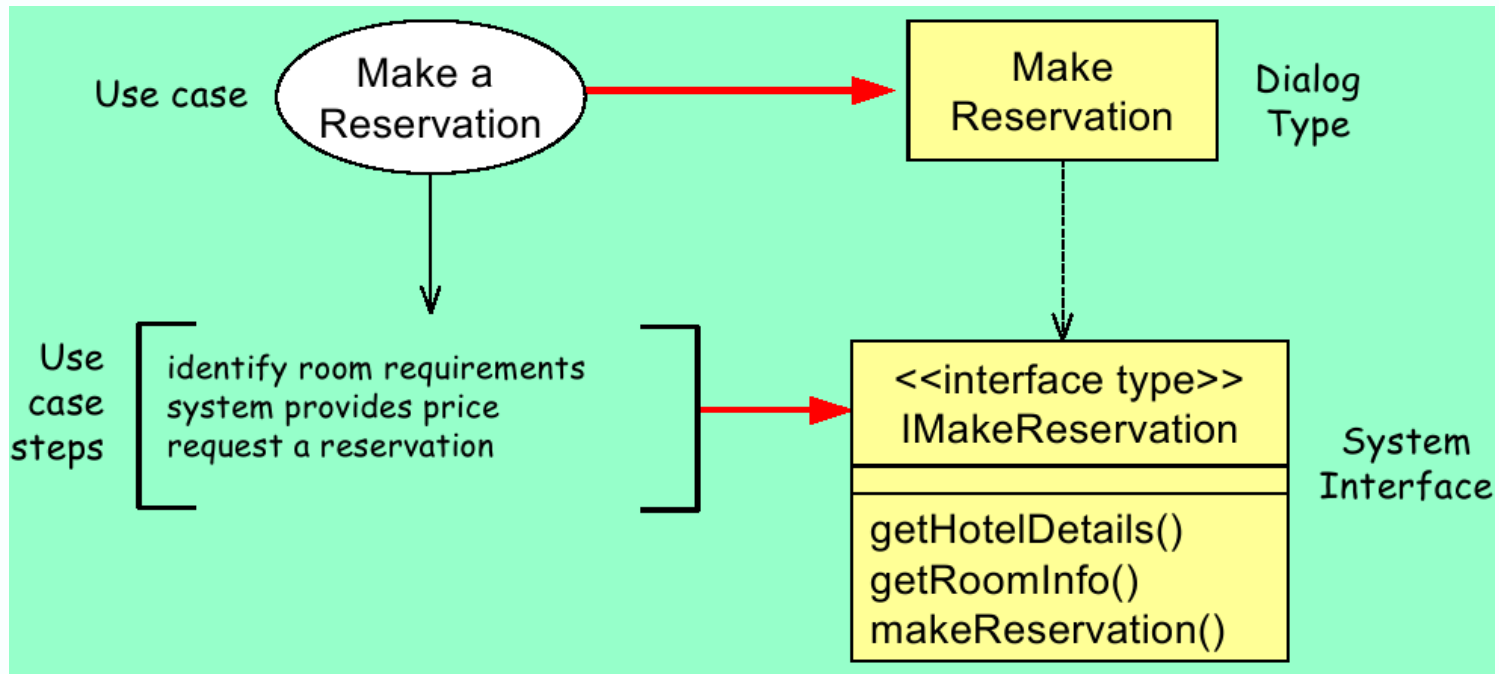 Use case
Make a
Reservation
Make
Reservation
Dialog
Type
Use
case
steps
identify room requirements
system provides price
request a reservation
<<interface type>>
IMakeReservation
getHotelDetails()
getRoomInfo()
makeReservation()
System
Interface